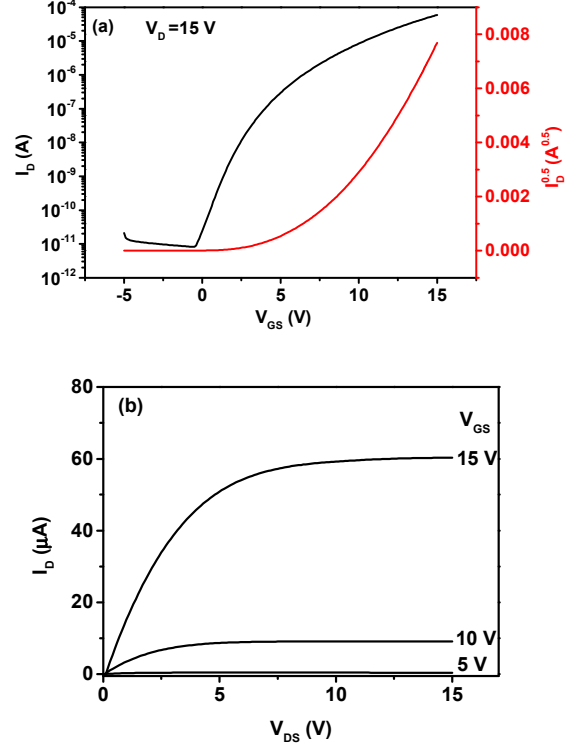 (a)
V_D =15 V
10^-4
10^-5
10^-6
10^-7
10^-8
10^-9
10^-10
10^-11
10^-12
I_D (A)
0.008
0.006
0.004
0.002
0.000
I_D^0.5 (A^0.5)
-5 0 5 10 15
V_GS (V)
(b)
V_GS
15 V
10 V
5 V
80
60
40
20
0
I_D (μA)
0 5 10 15
V_DS (V)